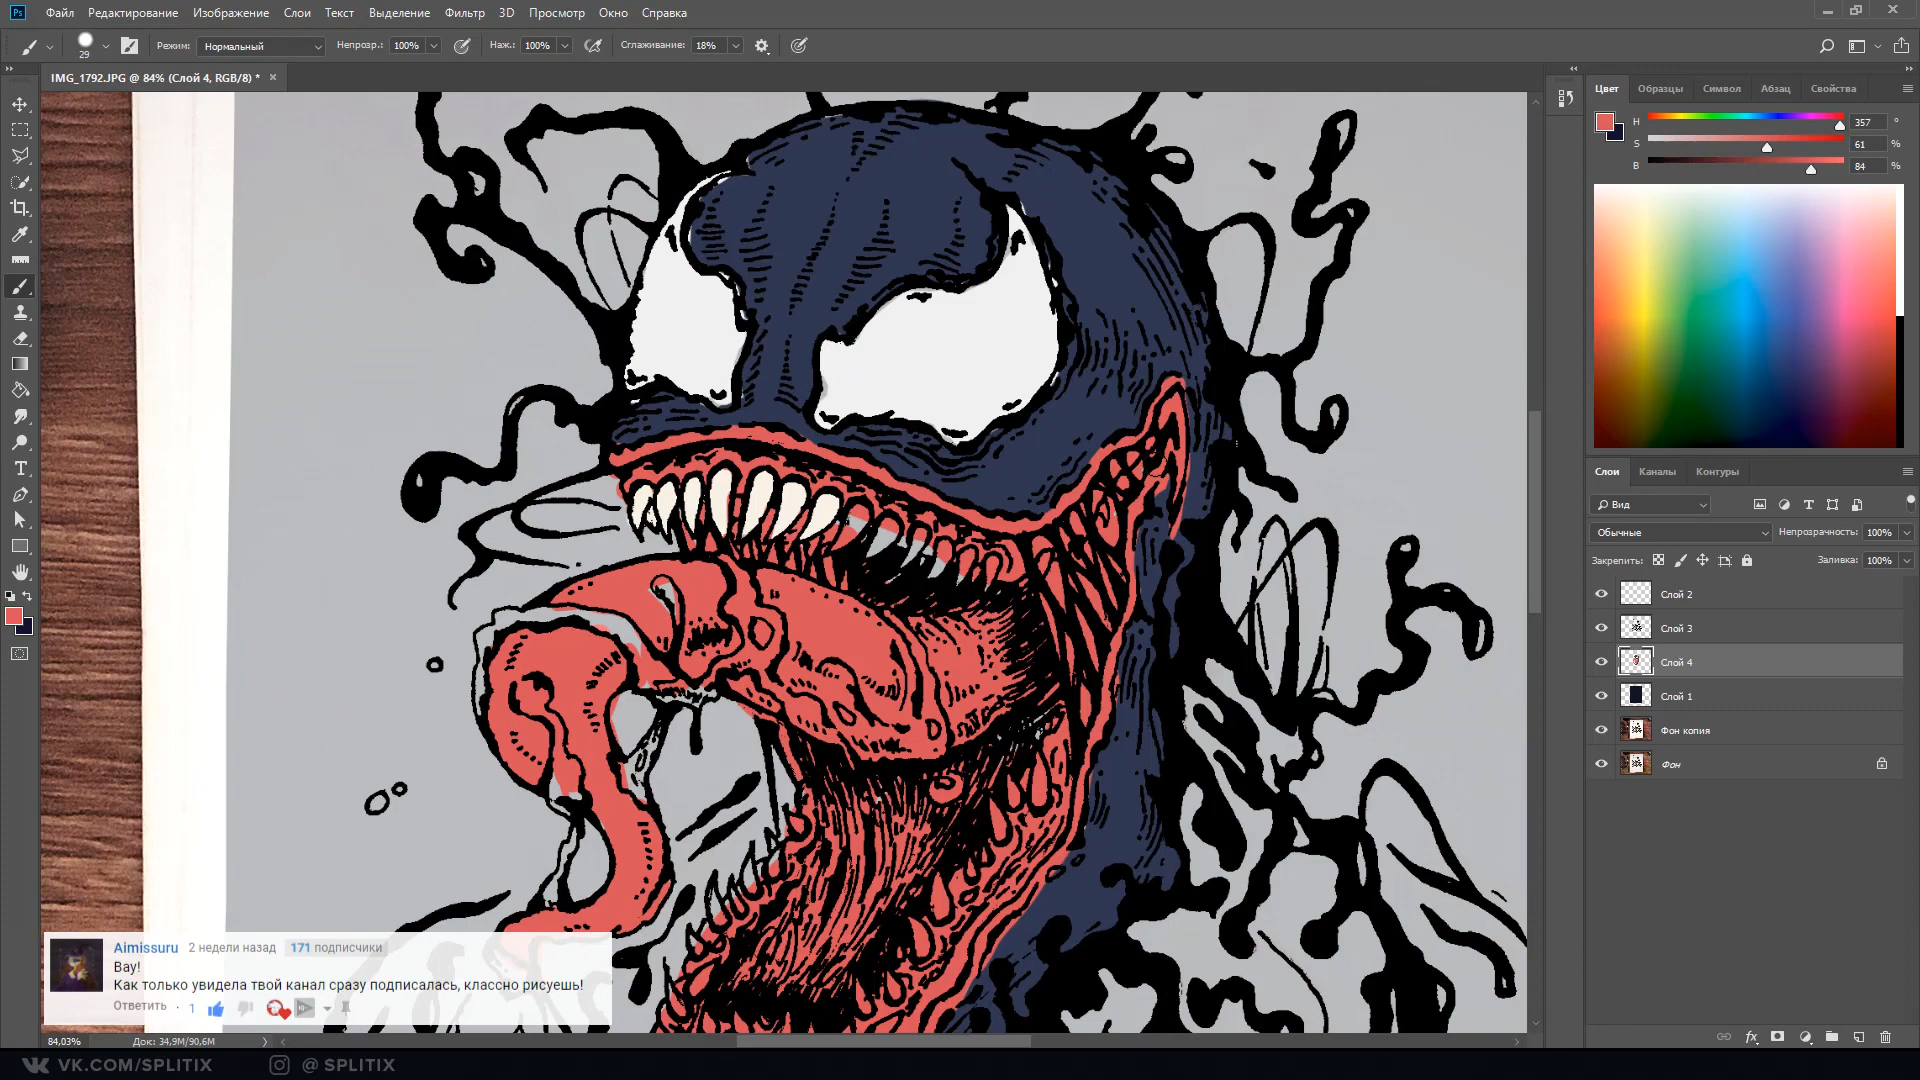 Ps Файл Редактирование Изображение Слои Текст Выделение Фильтр 3D Просмотр Окно Справка
29 Режим: Нормальный Непрозр.: 100% Наж.: 100% Сглаживание: 18%
IMG_1792.JPG @ 84% (Слой 4, RGB/8) * ×
Цвет Образцы Символ Абзац Свойства
H 357 °
S 61 %
B 84 %
Слои Каналы Контуры
Вид
Обычные Непрозрачность: 100%
Закрепить: Заливка: 100%
Слой 2
Слой 3
Слой 4
Слой 1
Фон копия
Фон
Aimissuru 2 недели назад 171 подписчики
Вау!
Как только увидела твой канал сразу подписалась, классно рисуешь!
Ответить · 1
84,03% Док: 34,9M/90,6M
VK.COM/SPLITIX @ SPLITIX